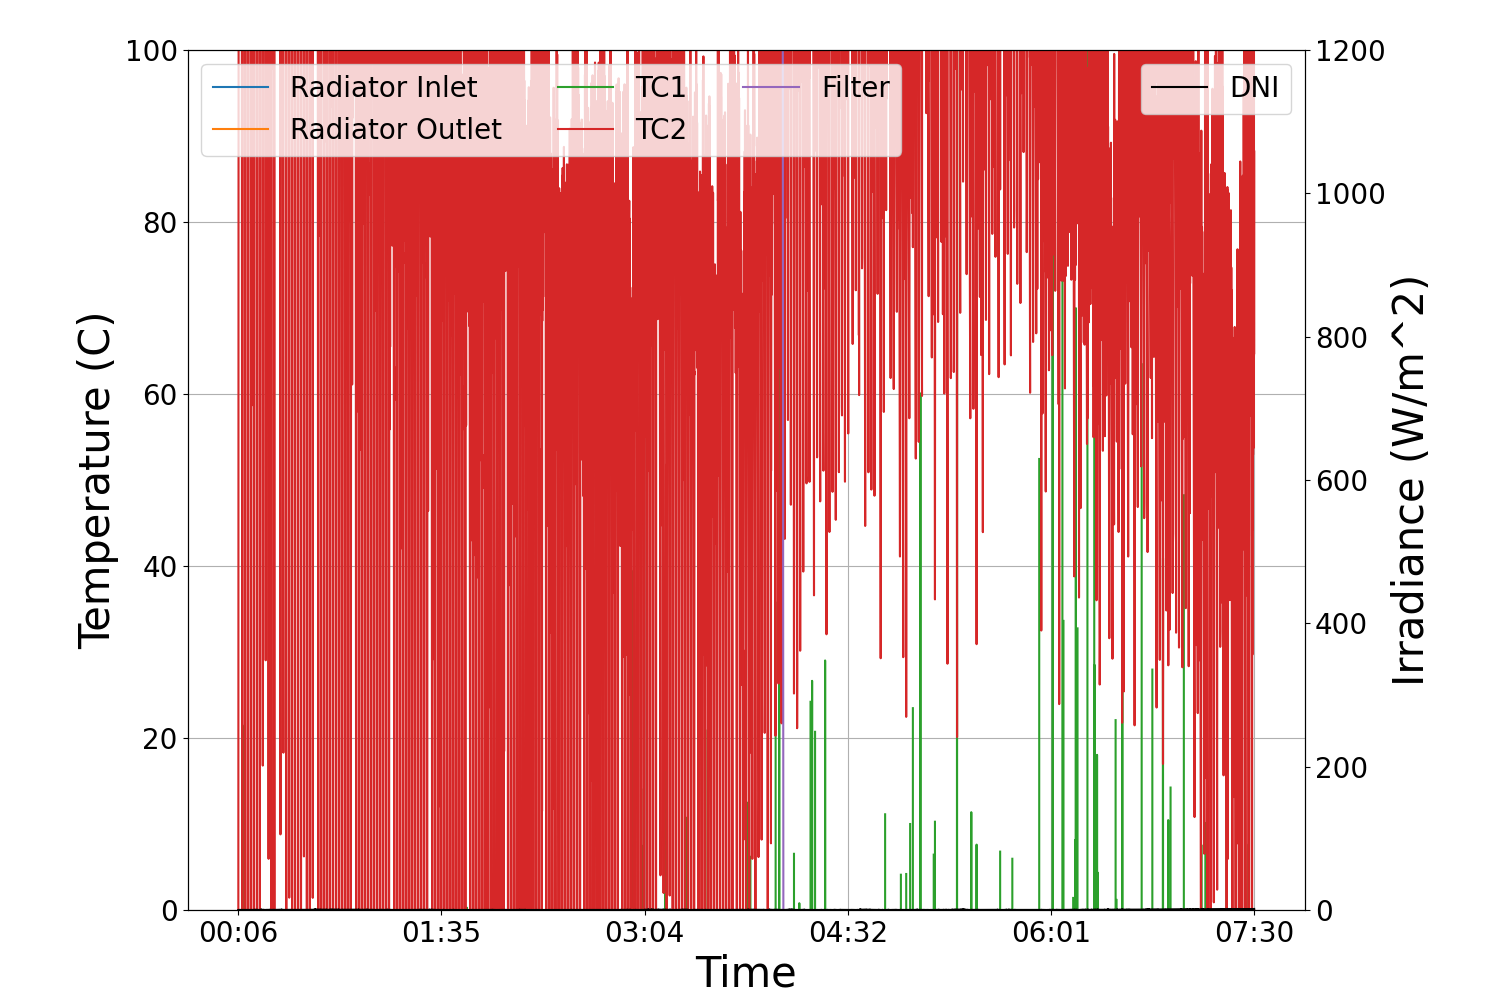 100
80
60
40
20
0
Temperature (C)
Radiator Inlet
Radiator Outlet
TC1
TC2
Filter
DNI
1200
1000
800
600
400
200
0
Irradiance (W/m^2)
00:06
01:35
03:04
04:32
06:01
07:30
Time